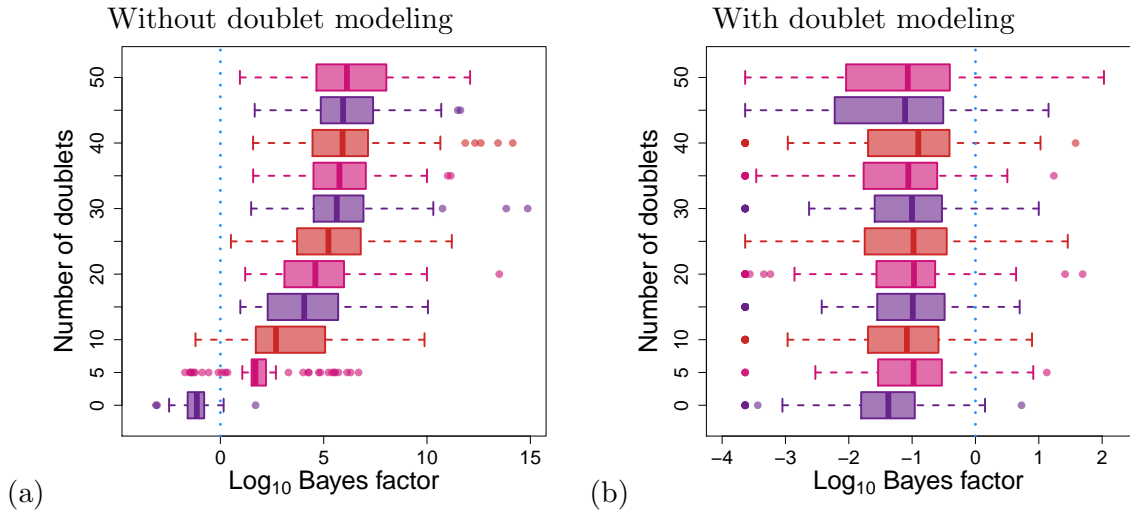 Without doublet modeling
Number of doublets
50
40
30
20
10
5
0
0 5 10 15
Log10 Bayes factor
(a)
With doublet modeling
Number of doublets
50
40
30
20
10
5
0
−4 −3 −2 −1 0 1 2
Log10 Bayes factor
(b)